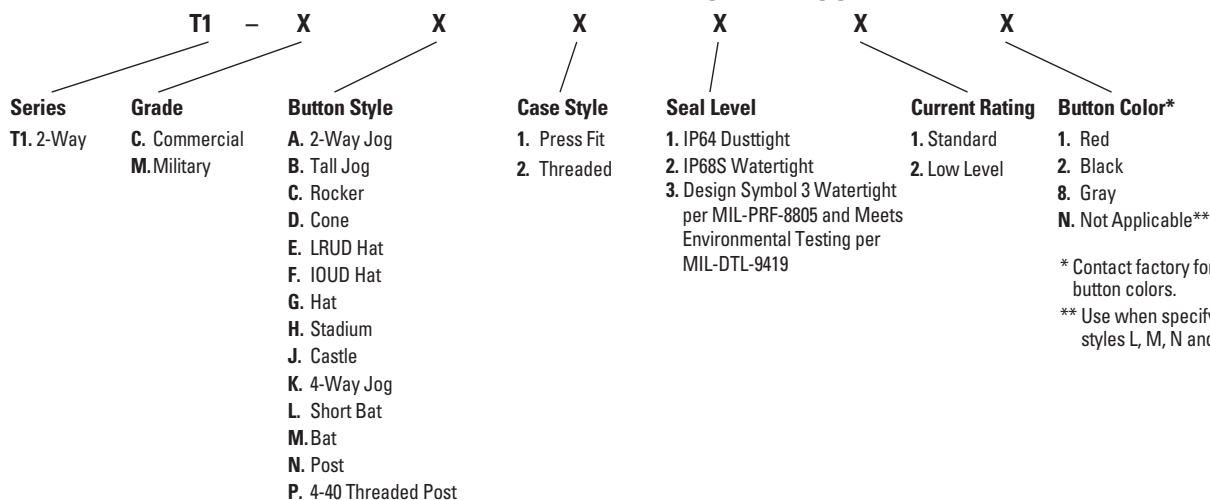 T1 – X X X X X X
Series
T1. 2-Way
Grade
C. Commercial
M. Military
Button Style
A. 2-Way Jog
B. Tall Jog
C. Rocker
D. Cone
E. LRUD Hat
F. IOUD Hat
G. Hat
H. Stadium
J. Castle
K. 4-Way Jog
L. Short Bat
M. Bat
N. Post
P. 4-40 Threaded Post
Case Style
1. Press Fit
2. Threaded
Seal Level
1. IP64 Dusttight
2. IP68S Watertight
3. Design Symbol 3 Watertight
per MIL-PRF-8805 and Meets
Environmental Testing per
MIL-DTL-9419
Current Rating
1. Standard
2. Low Level
Button Color*
1. Red
2. Black
8. Gray
N. Not Applicable**
* Contact factory for
button colors.
** Use when
styles L, M, N and